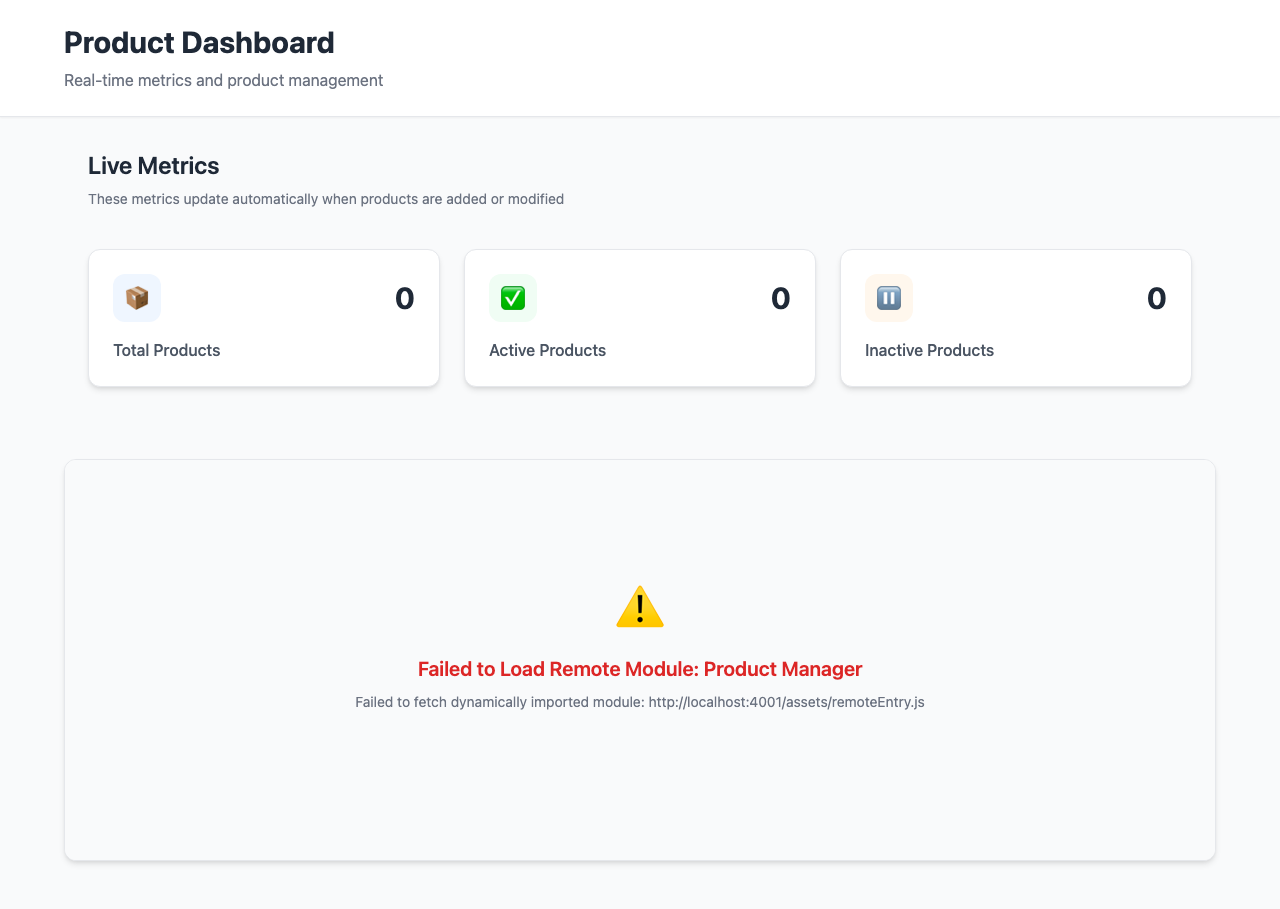 Product Dashboard
Real-time metrics and product management
Live Metrics
These metrics update automatically when products are added or modified
0
Total Products
0
Active Products
0
Inactive Products
Failed to Load Remote Module: Product Manager
Failed to fetch dynamically imported module: http://localhost:4001/assets/remoteEntry.js